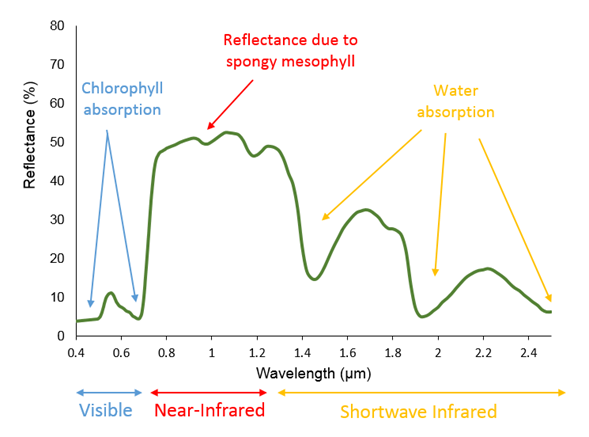 80
70
60
50
40
30
20
10
0
Reflectance (%)
Chlorophyll
absorption
Reflectance due to
spongy mesophyll
Water
absorption
0.4 0.6 0.8 1 1.2 1.4 1.6 1.8 2 2.2 2.4
Wavelength (µm)
Visible Near-Infrared Shortwave Infrared